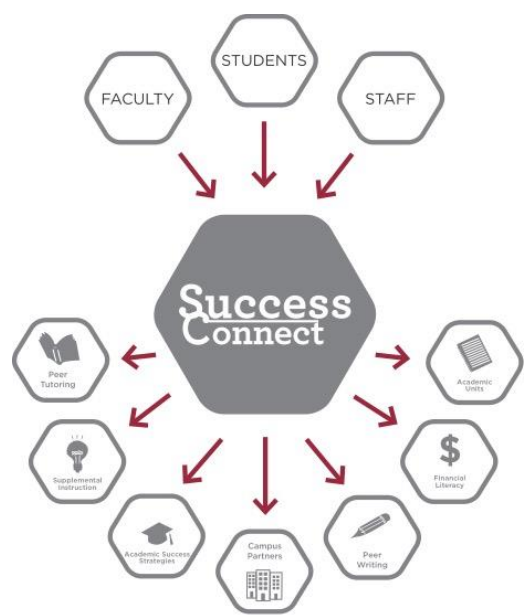 STUDENTS
FACULTY
STAFF
Success
Connect
Peer
Tutoring
Academic
Units
Supplemental
Instruction
$
Financial
Literacy
Academic Success
Strategies
Campus
Partners
Peer
Writing